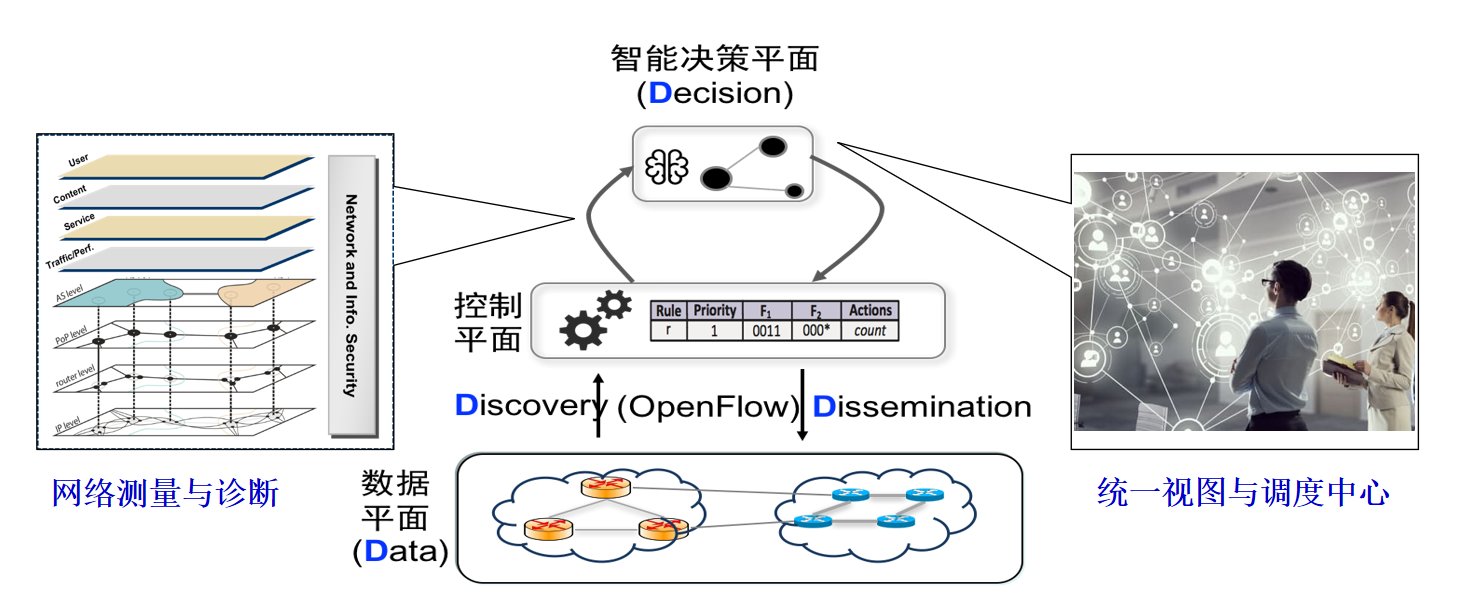 智能决策平面
(Decision)
User
Content
Service
Traffic/Perf.
AS level
PoP level
router level
IP level
Network and Info. Security
网络测量与诊断
控制
平面
Rule Priority F1 F2 Actions
r 1 0011 000* count
Discovery (OpenFlow) Dissemination
数据
平面
(Data)
统一视图与调度中心